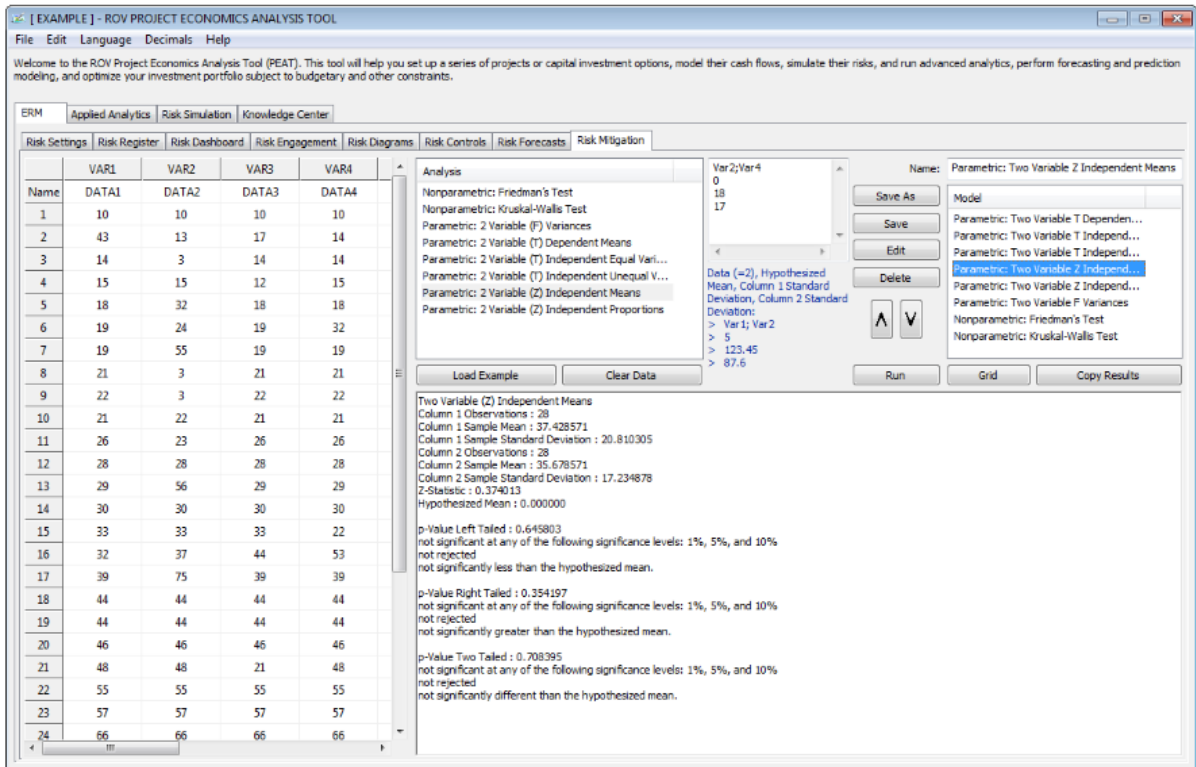 [ EXAMPLE ] - ROV PROJECT ECONOMICS ANALYSIS TOOL
File Edit Language Decimals Help
Welcome to the ROV Project Economics Analysis Tool (PEAT). This tool will help you set up a series of projects or capital investment options, model their cash flows, simulate their risks, and run advanced analytics, perform forecasting and prediction
modeling, and optimize your investment portfolio subject to budgetary and other constraints.
ERM Applied Analytics Risk Simulation Knowledge Center
Risk Settings Risk Register Risk Dashboard Risk Engagement Risk Diagrams Risk Controls Risk Forecasts Risk Mitigation
VAR1 VAR2 VAR3 VAR4
Name DATA1 DATA2 DATA3 DATA4
1 10 10 10 10
2 43 13 17 14
3 14 3 14 14
4 15 15 12 15
5 18 32 18 18
6 19 24 19 32
7 19 55 19 19
8 21 3 21 21
9 22 3 22 22
10 21 22 21 21
11 26 23 26 26
12 28 28 28 28
13 29 56 29 29
14 30 30 30 30
15 33 33 33 22
16 32 37 44 53
17 39 75 39 39
18 44 44 44 44
19 44 44 44 44
20 46 46 46 46
21 48 48 21 48
22 55 55 55 55
23 57 57 57 57
24 66 66 66 66
Analysis
Nonparametric: Friedman's Test
Nonparametric: Kruskal-Wallis Test
Parametric: 2 Variable (F) Variances
Parametric: 2 Variable (T) Dependent Means
Parametric: 2 Variable (T) Independent Equal Vari...
Parametric: 2 Variable (T) Independent Unequal V...
Parametric: 2 Variable (Z) Independent Means
Parametric: 2 Variable (Z) Independent Proportions
Load Example Clear Data
Var2;Var4
0
18
17
Data (=2), Hypothesized
Mean, Column 1 Standard
Deviation, Column 2 Standard
Deviation:
> Var1; Var2
> 5
> 123.45
> 87.6
Name: Parametric: Two Variable Z Independent Means
Save As
Save
Edit
Delete
Λ V
Model
Parametric: Two Variable T Dependen...
Parametric: Two Variable T Independ...
Parametric: Two Variable T Independ...
Parametric: Two Variable Z Independ...
Parametric: Two Variable Z Independ...
Parametric: Two Variable F Variances
Nonparametric: Friedman's Test
Nonparametric: Kruskal-Wallis Test
Run Grid Copy Results
Two Variable (Z) Independent Means
Column 1 Observations : 28
Column 1 Sample Mean : 37.428571
Column 1 Sample Standard Deviation : 20.810305
Column 2 Observations : 28
Column 2 Sample Mean : 35.678571
Column 2 Sample Standard Deviation : 17.234878
Z-Statistic : 0.374013
Hypothesized Mean : 0.000000
p-Value Left Tailed : 0.645803
not significant at any of the following significance levels: 1%, 5%, and 10%
not rejected
not significantly less than the hypothesized mean.
p-Value Right Tailed : 0.354197
not significant at any of the following significance levels: 1%, 5%, and 10%
not rejected
not significantly greater than the hypothesized mean.
p-Value Two Tailed : 0.708395
not significant at any of the following significance levels: 1%, 5%, and 10%
not rejected
not significantly different than the hypothesized mean.